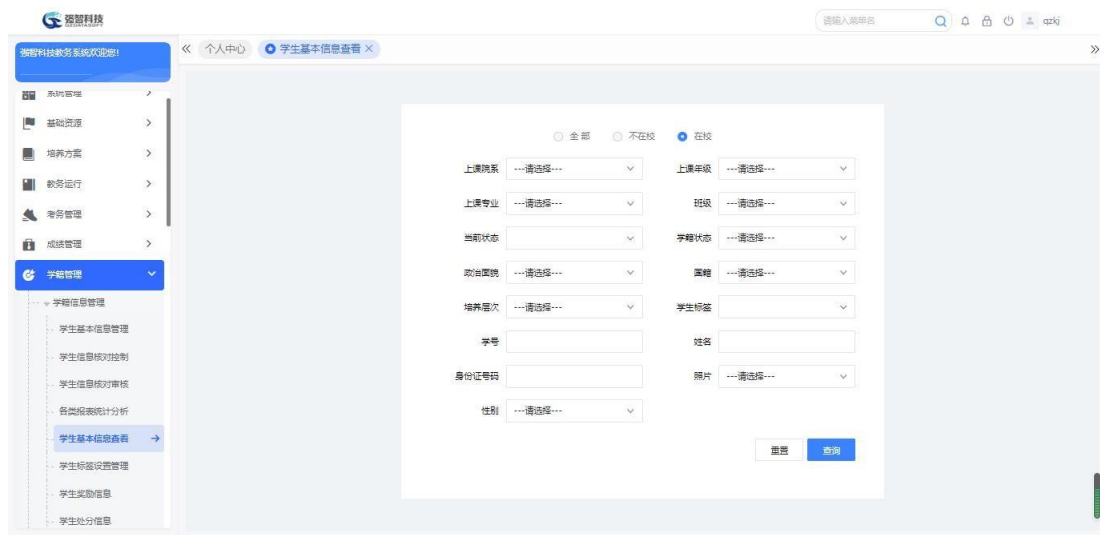 强智科技
QZDATASOFT
请输入菜单名
qzkj
强智科技教务系统欢迎您!
个人中心
学生基本信息查看
系统管理
基础资源
培养方案
教务运行
考务管理
成绩管理
学籍管理
学籍信息管理
学生基本信息管理
学生信息核对控制
学生信息核对审核
各类报表统计分析
学生基本信息查看
学生标签设置管理
学生奖励信息
学生处分信息
全部 不在校 在校
上课院系 ---请选择--- 上课年级 ---请选择---
上课专业 ---请选择--- 班级 ---请选择---
当前状态 学籍状态 ---请选择---
政治面貌 ---请选择--- 国籍 ---请选择---
培养层次 ---请选择--- 学生标签
学号 姓名
身份证号码 照片 ---请选择---
性别 ---请选择---
重置 查询